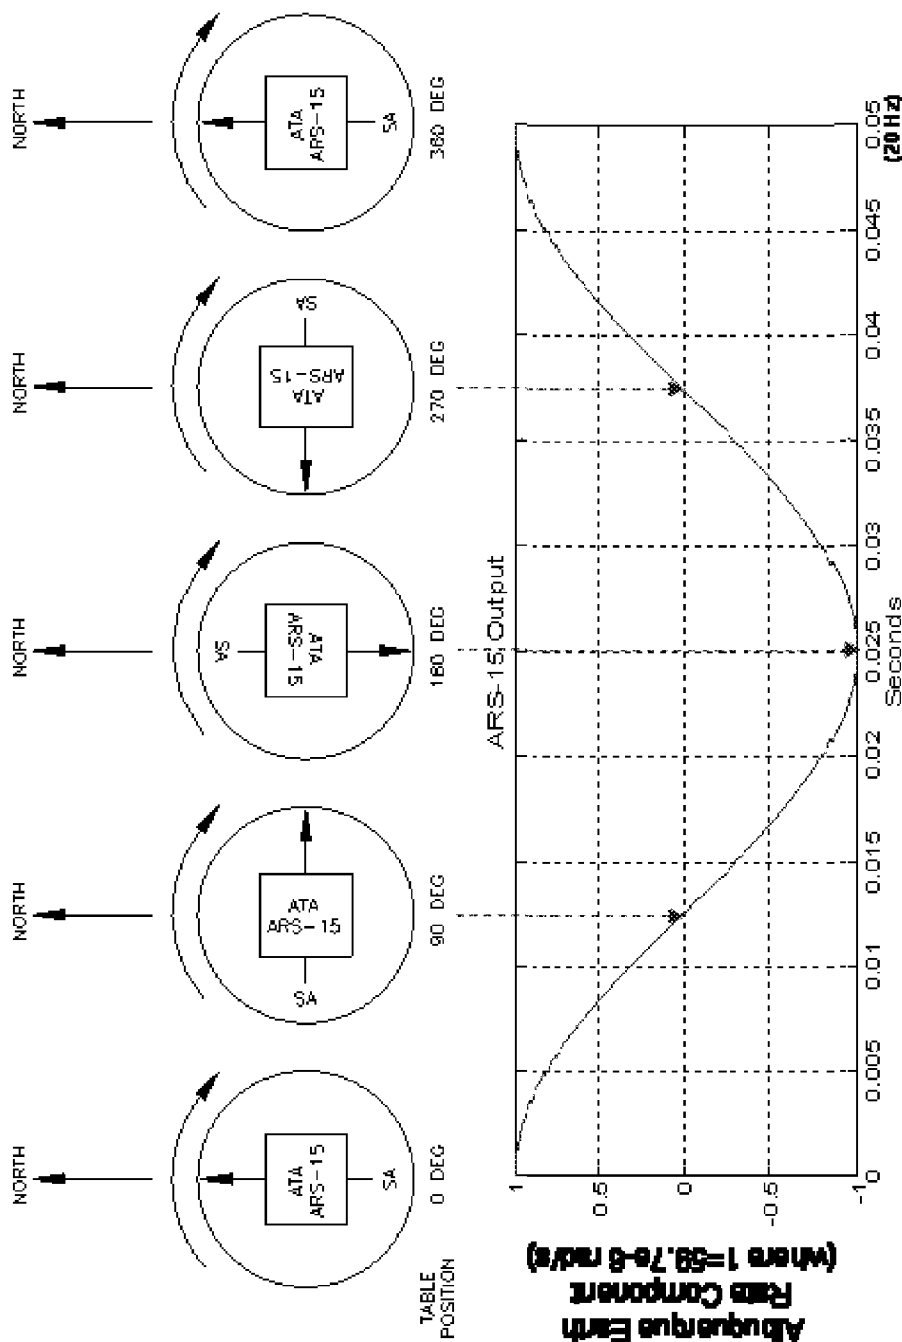 NORTH NORTH NORTH NORTH NORTH
ATA
ARS-15
SA
ATA
ARS-15
SA
ATA
ARS-15
SA
ATA
ARS-15
SA
ATA
ARS-15
SA
TABLE
POSITION
0 DEG 90 DEG 180 DEG 270 DEG 360 DEG
ARS-15 Output
Albuquerque Earth
Rate Component
(where 1=59.7e-6 rad/s)
1
0.5
0
-0.5
-1
0 0.005 0.01 0.015 0.02 0.025 0.03 0.035 0.04 0.045 0.05
Seconds
(20 Hz)